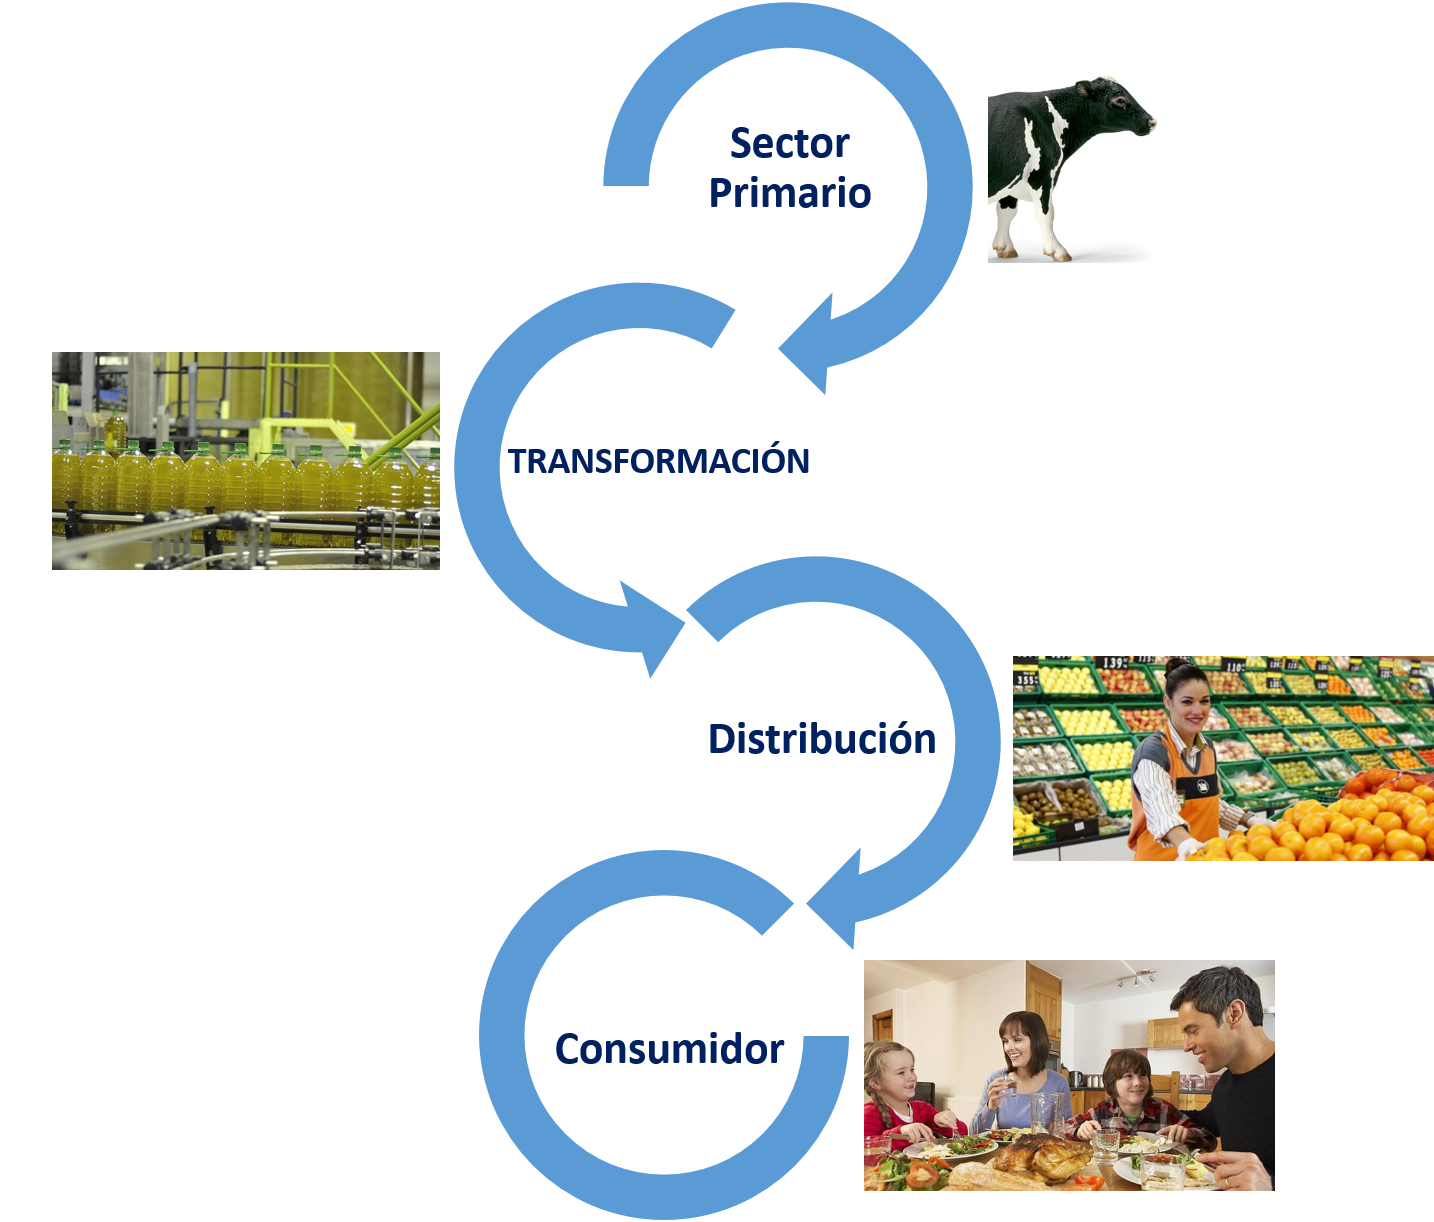 Sector
Primario
TRANSFORMACIÓN
Distribución
Consumidor